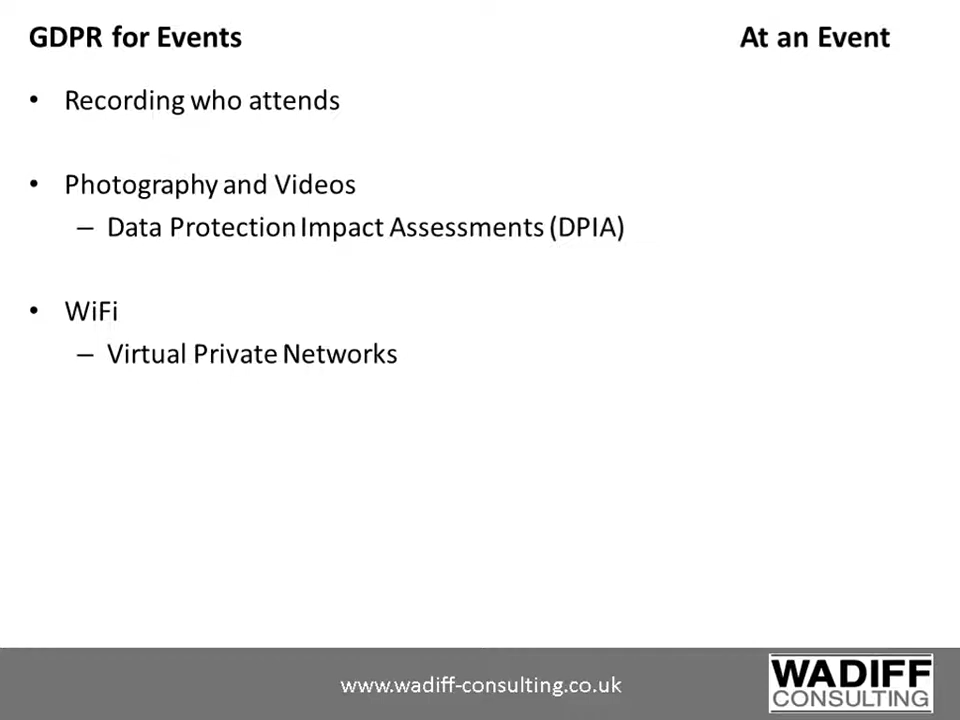 GDPR for Events
At an Event
• Recording who attends
• Photography and Videos
– Data Protection Impact Assessments (DPIA)
• WiFi
– Virtual Private Networks
www.wadiff-consulting.co.uk
WADIFF
CONSULTING